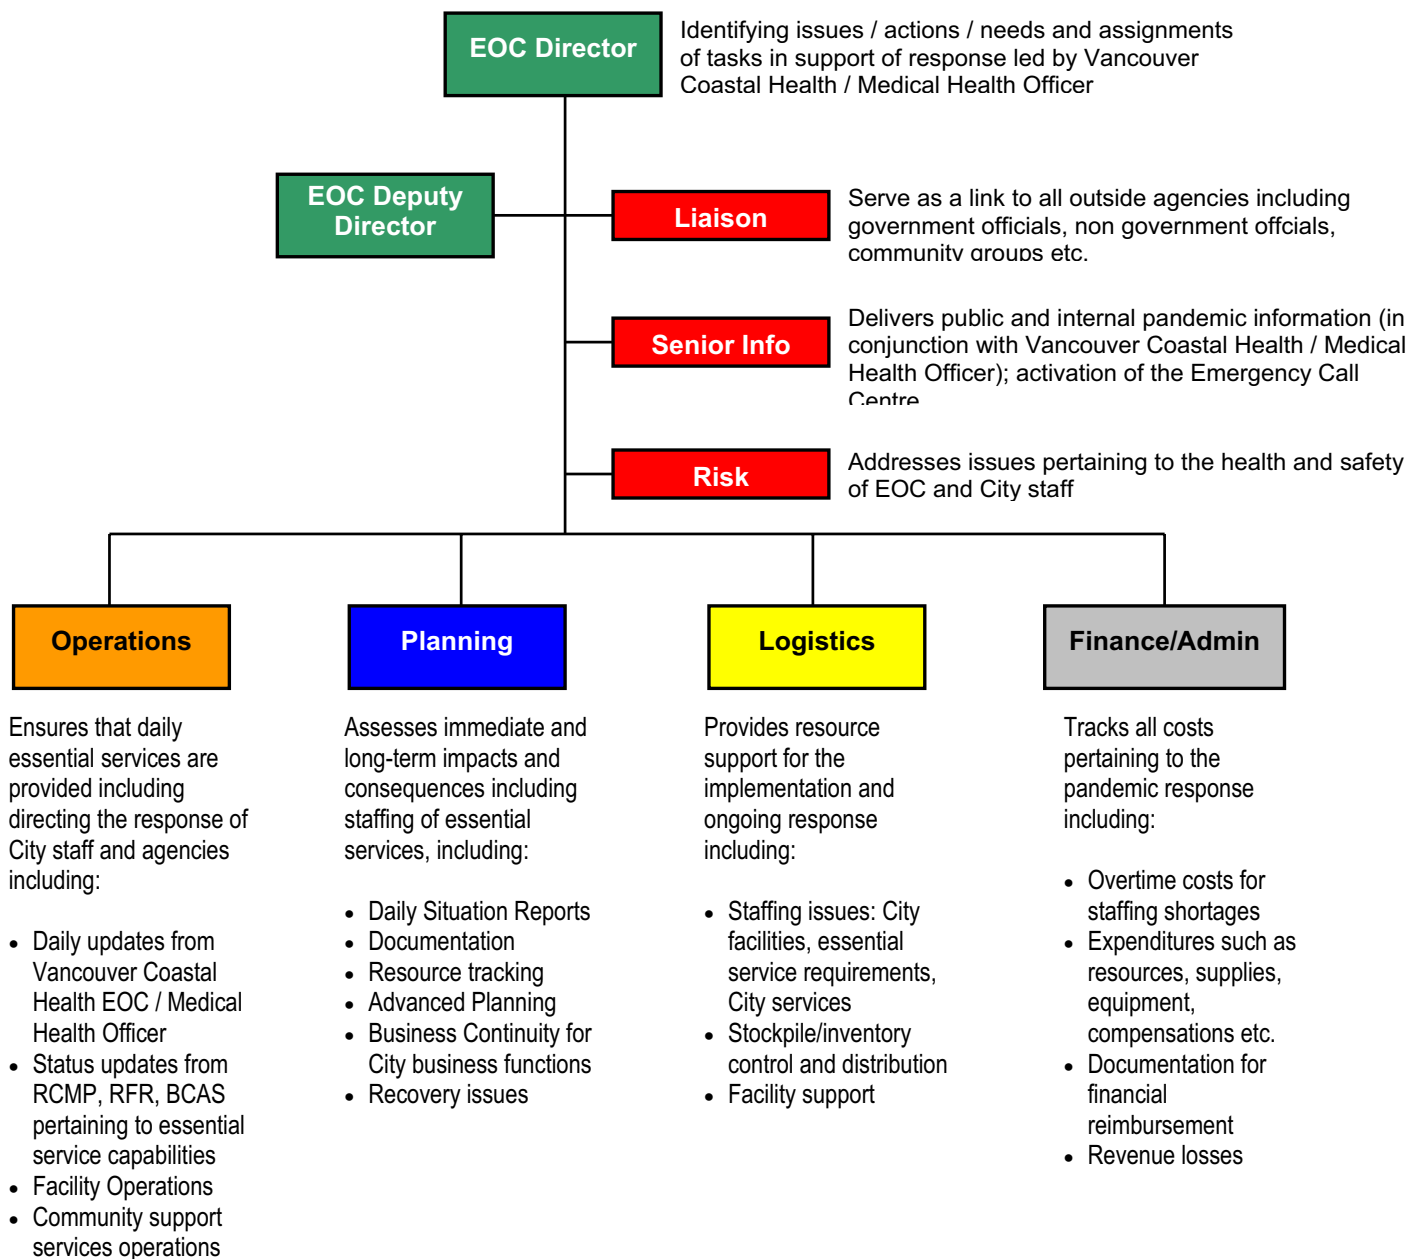 EOC Director
Identifying issues / actions / needs and assignments
of tasks in support of response led by Vancouver
Coastal Health / Medical Health Officer
EOC Deputy
Director
Liaison
Serve as a link to all outside agencies including
government officials, non government offcials,
community groups etc.
Senior Info
Delivers public and internal pandemic information (in
conjunction with Vancouver Coastal Health / Medical
Health Officer); activation of the Emergency Call
Centre
Risk
Addresses issues pertaining to the health and safety
of EOC and City staff
Operations
Ensures that daily
essential services are
provided including
directing the response of
City staff and agencies
including:
• Daily updates from
Vancouver Coastal
Health EOC / Medical
Health Officer
• Status updates from
RCMP, RFR, BCAS
pertaining to essential
service capabilities
• Facility Operations
• Community support
services operations
Planning
Assesses immediate and
long-term impacts and
consequences including
staffing of essential
services, including:
• Daily Situation Reports
• Documentation
• Resource tracking
• Advanced Planning
• Business Continuity for
City business functions
• Recovery issues
Logistics
Provides resource
support for the
implementation and
ongoing response
including:
• Staffing issues: City
facilities, essential
service requirements,
City services
• Stockpile/inventory
control and distribution
• Facility support
Finance/Admin
Tracks all costs
pertaining to the
pandemic response
including:
• Overtime costs for
staffing shortages
• Expenditures such as
resources, supplies,
equipment,
compensations etc.
• Documentation for
financial
reimbursement
• Revenue losses